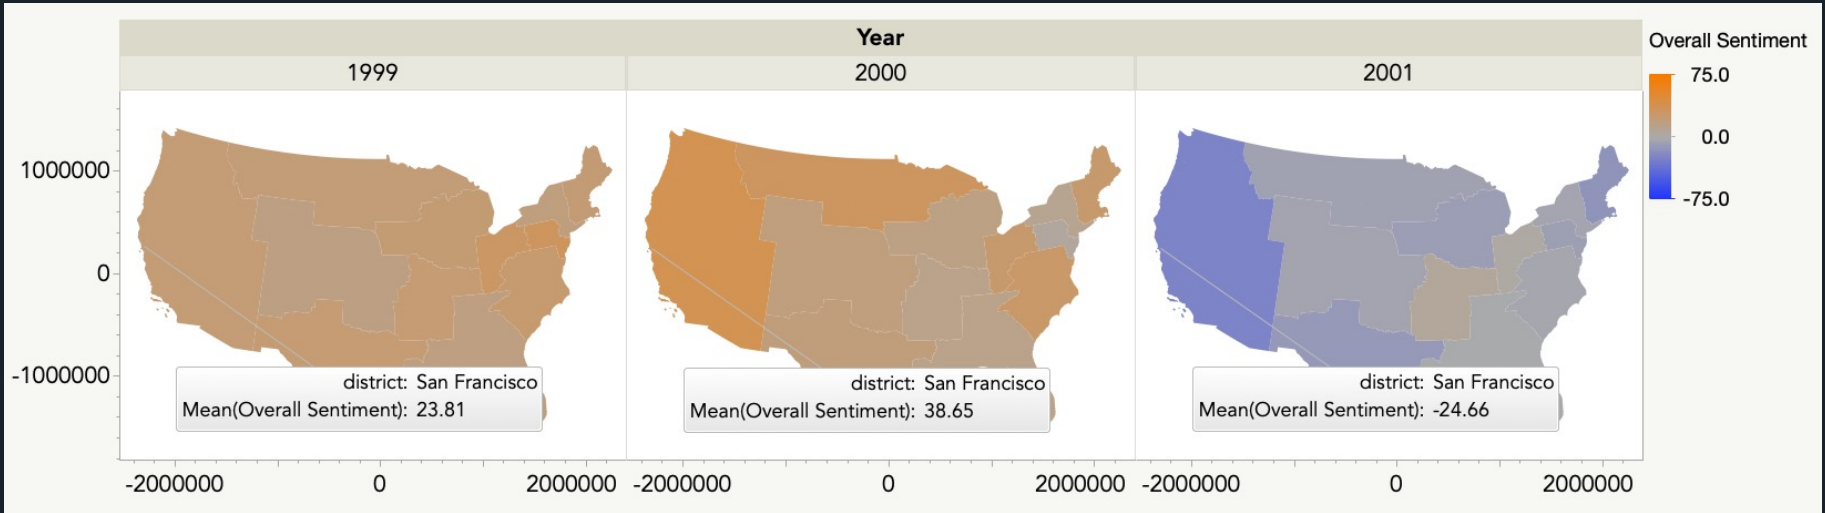 Year
Overall Sentiment
1999
2000
2001
75.0
0.0
-75.0
1000000
0
-1000000
district: San Francisco
Mean(Overall Sentiment): 23.81
district: San Francisco
Mean(Overall Sentiment): 38.65
district: San Francisco
Mean(Overall Sentiment): -24.66
-2000000 0 2000000 -2000000 0 2000000 -2000000 0 2000000